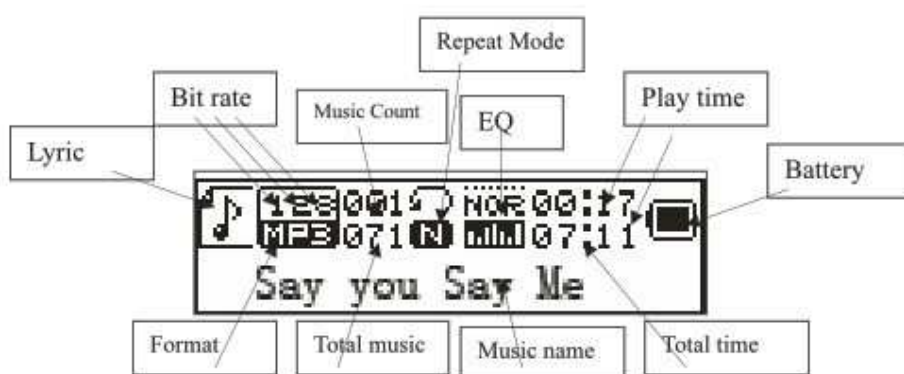 Repeat Mode
Bit rate
Music Count
EQ
Play time
Lyric
Battery
128 001 NOR 00:17
MP3 071 N 07:11
Say you Say Me
Format
Total music
Music name
Total time